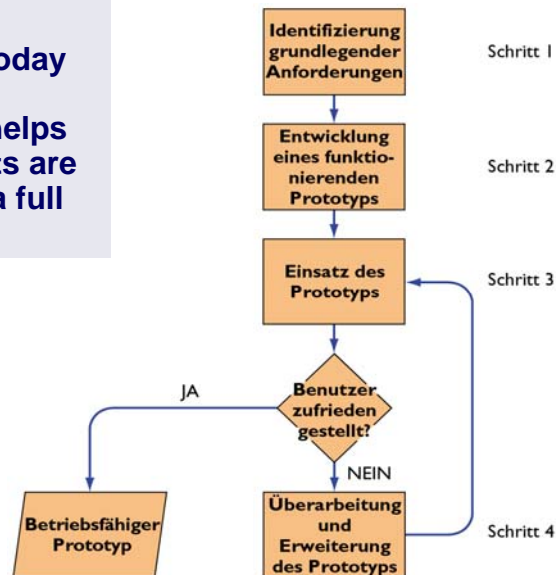 oday
helps
ts are
a full
Identifizierung
grundlegender
Anforderungen
Schritt 1
Entwicklung
eines funktio-
nierenden
Prototyps
Schritt 2
Einsatz des
Prototyps
Schritt 3
Benutzer
zufrieden
gestellt?
JA
NEIN
Betriebsfähiger
Prototyp
Überarbeitung
und
Erweiterung
des Prototyps
Schritt 4